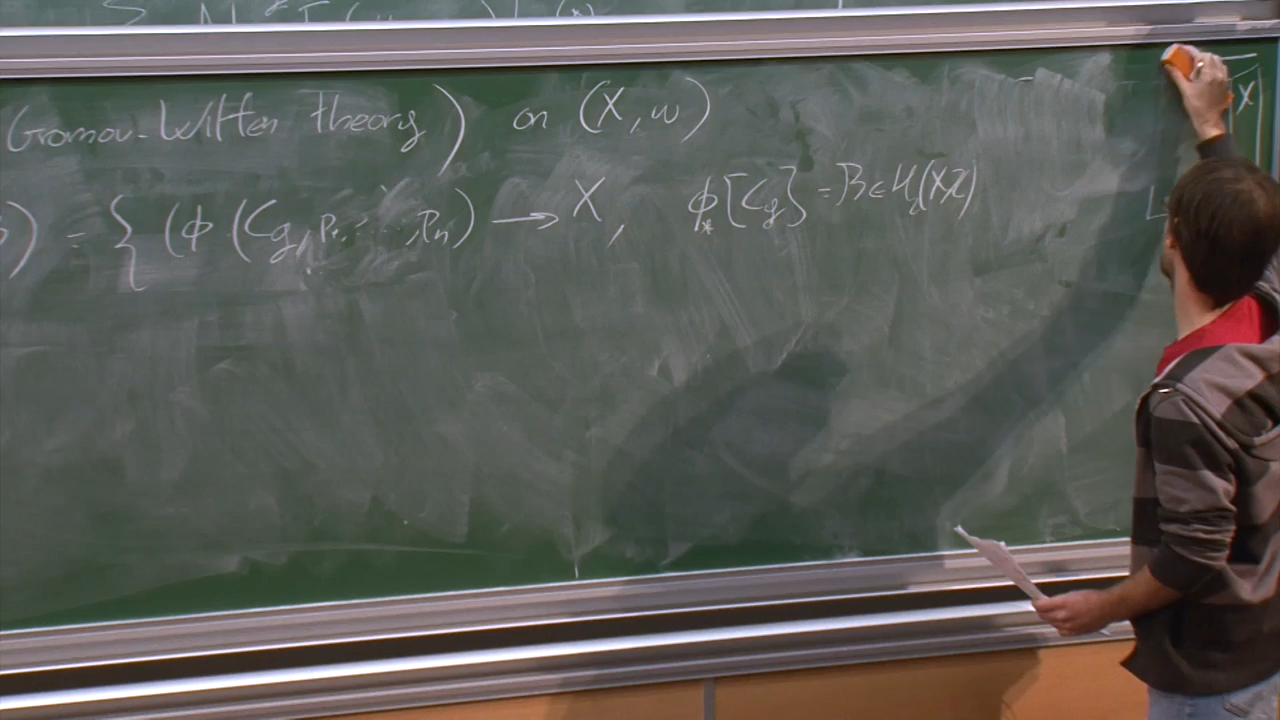 Gromov-Witten theory) on (X, ω)
) = { (φ (C_g, p_1, ..., p_n) → X, φ_*[C_g] = β ∈ H_2(X,ℤ)
X